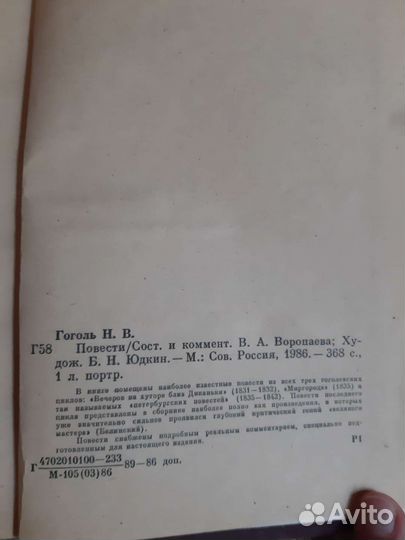 Гоголь Н. В.
Г58 Повести/Сост. и коммент. В. А. Воропаева; Ху-
дож. Б. Н. Юдкин.— М.: Сов. Россия, 1986.— 368 с.,
1 л. портр.
В книге помещены наиболее известные повести из всех трех гоголевских
циклов: «Вечеров на хуторе близ Диканьки» (1831—1832), «Миргорода» (1835) и
так называемых «петербургских повестей» (1835—1842). Повести последнего
цикла представлены в сборнике наиболее полно как произведения, в которых
уже значительно сильнее проявился глубокий критический гений «великого
мастера» (Белинский).
Повести снабжены подробным реальным комментарием, специально под-
готовленным для настоящего издания.
Р1
Г 4702010100—233
М-105(03)86 89—86 доп.
Avito